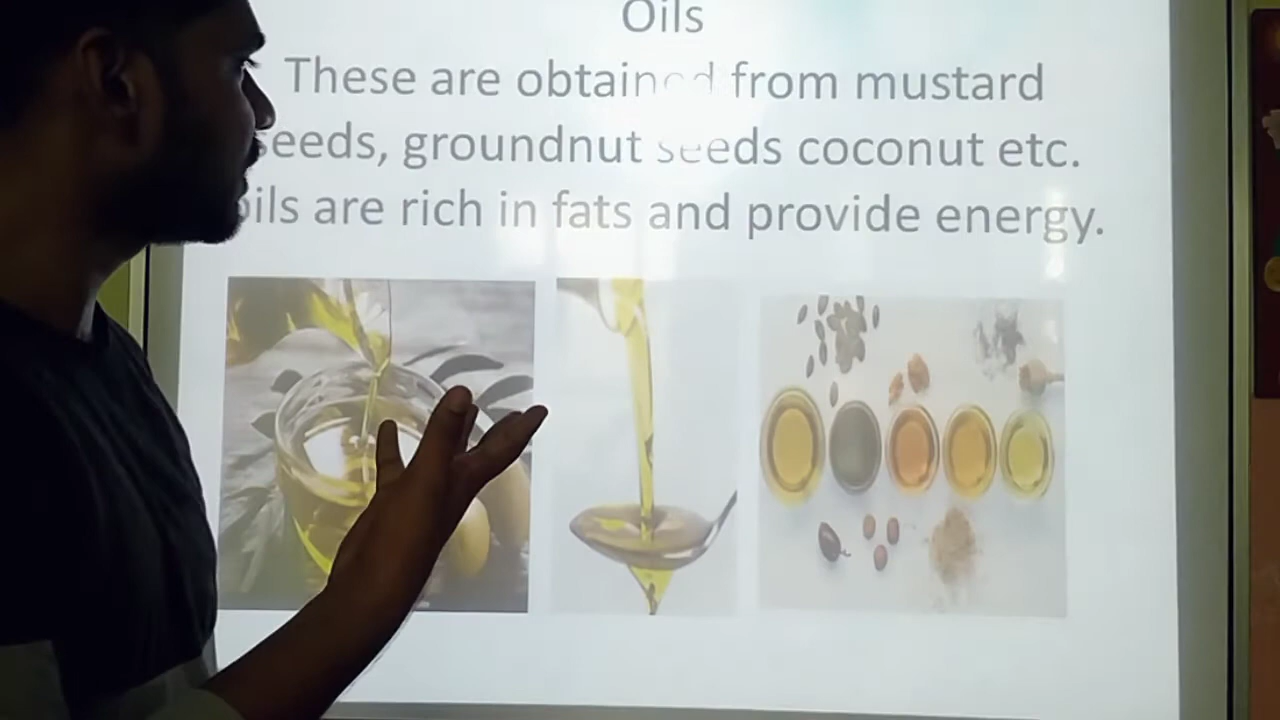 Oils
These are obtained from mustard
seeds, groundnut seeds coconut etc.
oils are rich in fats and provide energy.